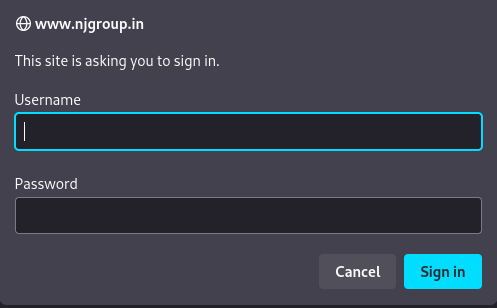 www.njgroup.in
This site is asking you to sign in.
Username
Password
Cancel
Sign in